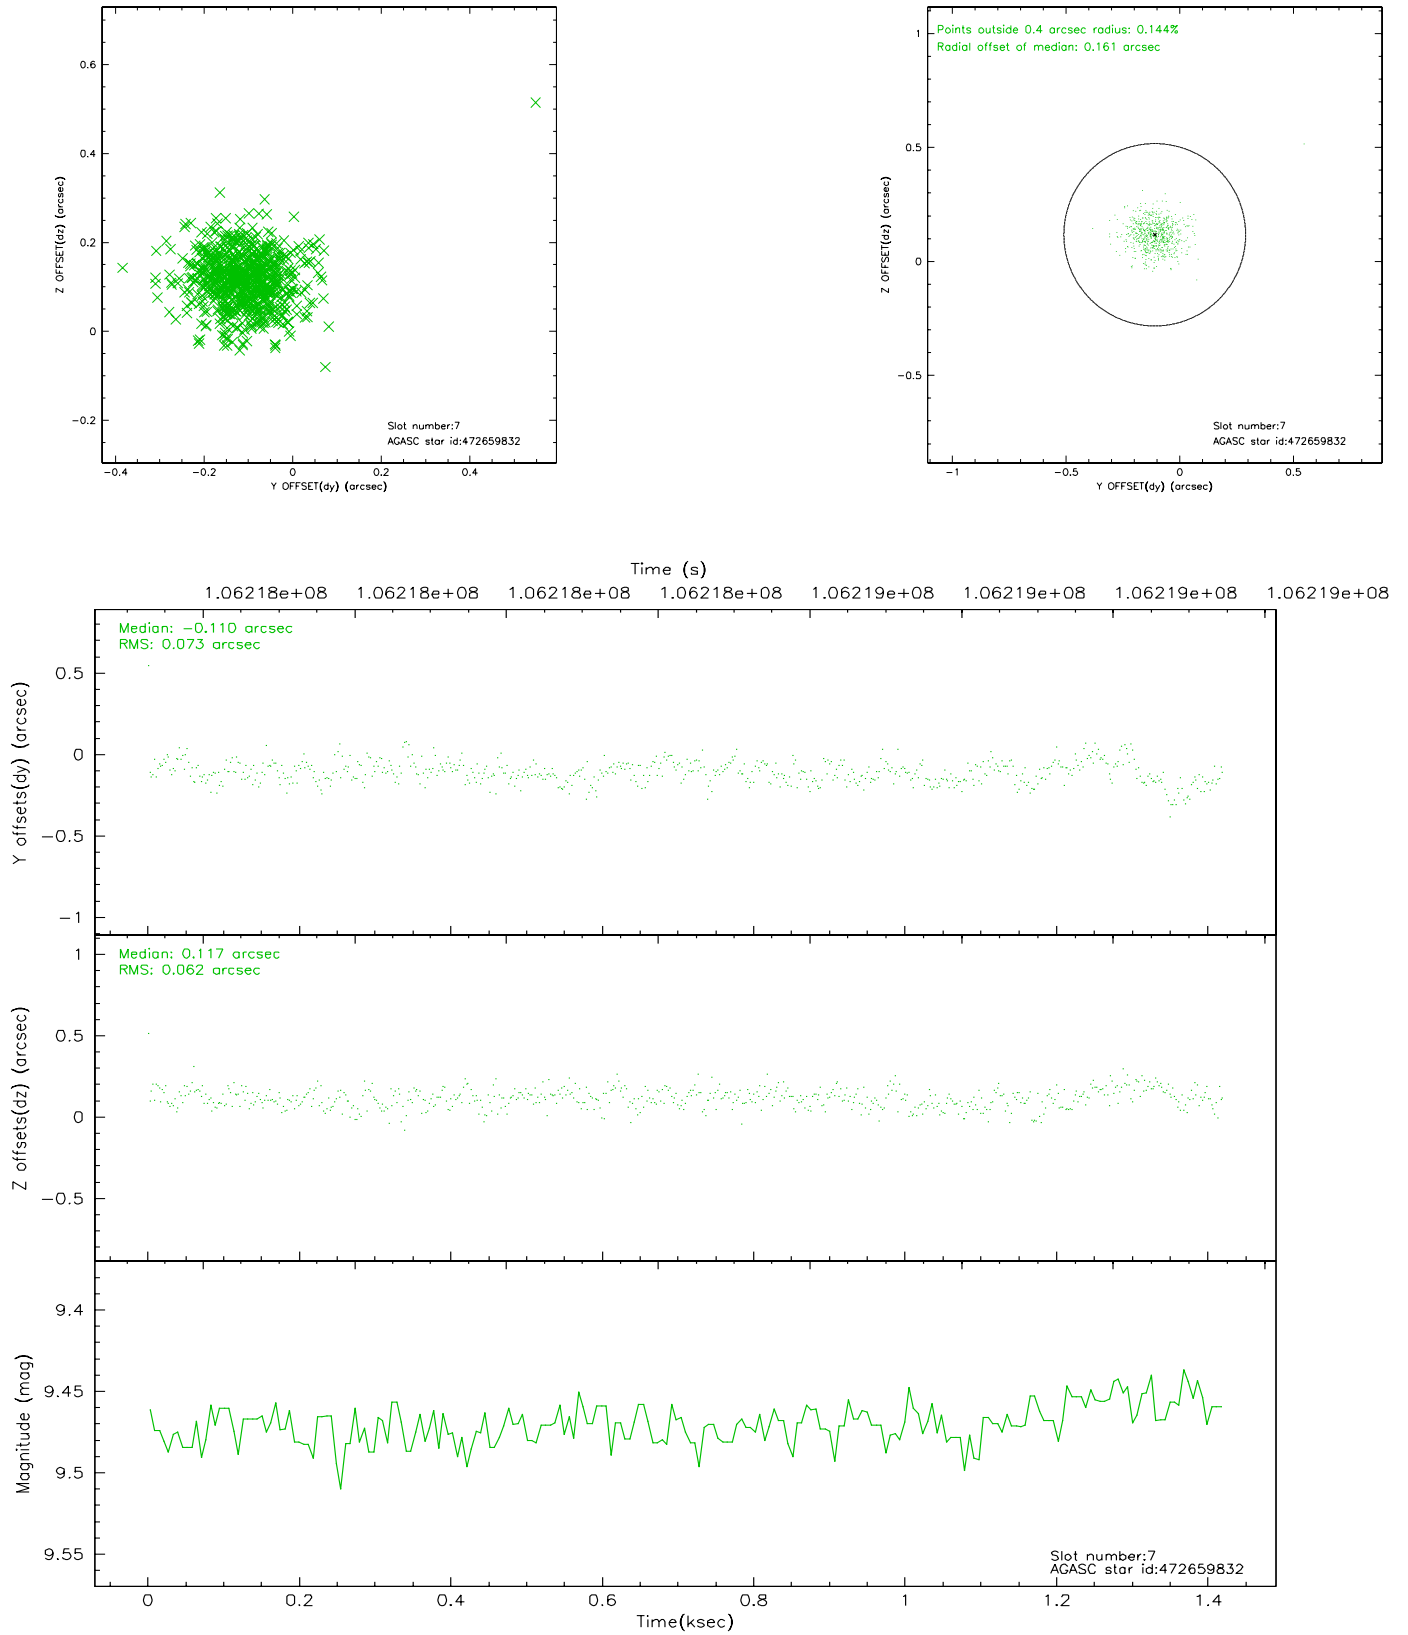 0.6
0.4
0.2
0
−0.2
Z OFFSET(dz) (arcsec)
Slot number:7
AGASC star id:472659832
−0.4 −0.2 0 0.2 0.4
Y OFFSET(dy) (arcsec)
Points outside 0.4 arcsec radius: 0.144%
Radial offset of median: 0.161 arcsec
1
0.5
0
−0.5
Z OFFSET(dz) (arcsec)
Slot number:7
AGASC star id:472659832
−1 −0.5 0 0.5
Y OFFSET(dy) (arcsec)
Time (s)
1.06218e+08 1.06218e+08 1.06218e+08 1.06218e+08 1.06219e+08 1.06219e+08 1.06219e+08 1.06219e+08
Median: −0.110 arcsec
RMS: 0.073 arcsec
0.5
0
−0.5
−1
Y offsets(dy) (arcsec)
Median: 0.117 arcsec
RMS: 0.062 arcsec
1
0.5
0
−0.5
Z offsets(dz) (arcsec)
9.4
9.45
9.5
9.55
Magnitude (mag)
Slot number:7
AGASC star id:472659832
0 0.2 0.4 0.6 0.8 1 1.2 1.4
Time(ksec)